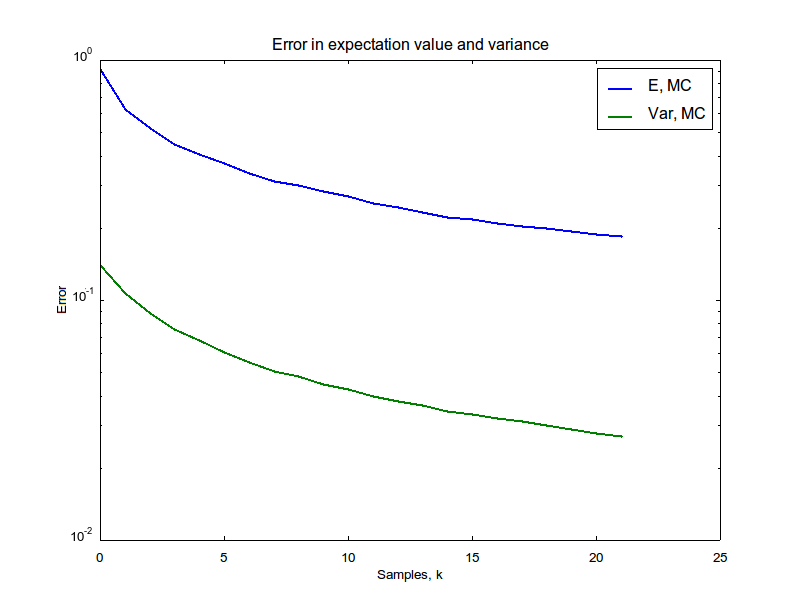 Error in expectation value and variance
10^0
E, MC
Var, MC
Error
10^-1
10^-2
0 5 10 15 20 25
Samples, k